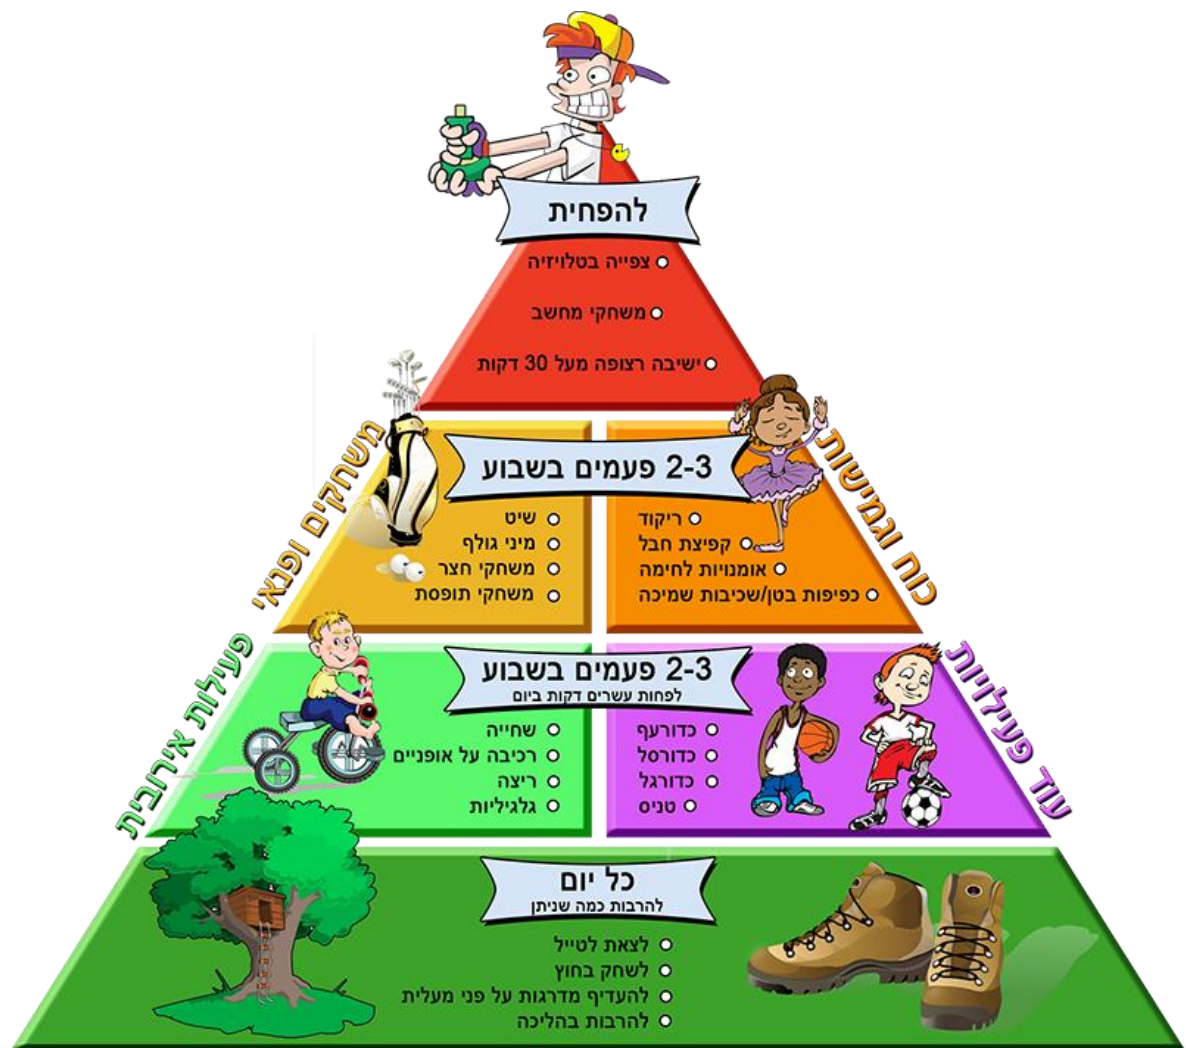 להפחית
צפייה בטלויזיה
משחקי מחשב
ישיבה רצופה מעל 30 דקות
כוח וגמישות
משחקים ופנאי
2-3 פעמים בשבוע
ריקוד
קפיצת חבל
אומנויות לחימה
כפיפות בטן/שכיבות שמיכה
שיט
מיני גולף
משחקי חצר
משחקי תופסת
עוד פעילויות
פעילות אירובית
2-3 פעמים בשבוע
לפחות עשרים דקות ביום
כדורעף
כדורסל
כדורגל
טניס
שחייה
רכיבה על אופניים
ריצה
גלגיליות
כל יום
להרבות כמה שניתן
לצאת לטייל
לשחק בחוץ
להעדיף מדרגות על פני מעלית
להרבות בהליכה